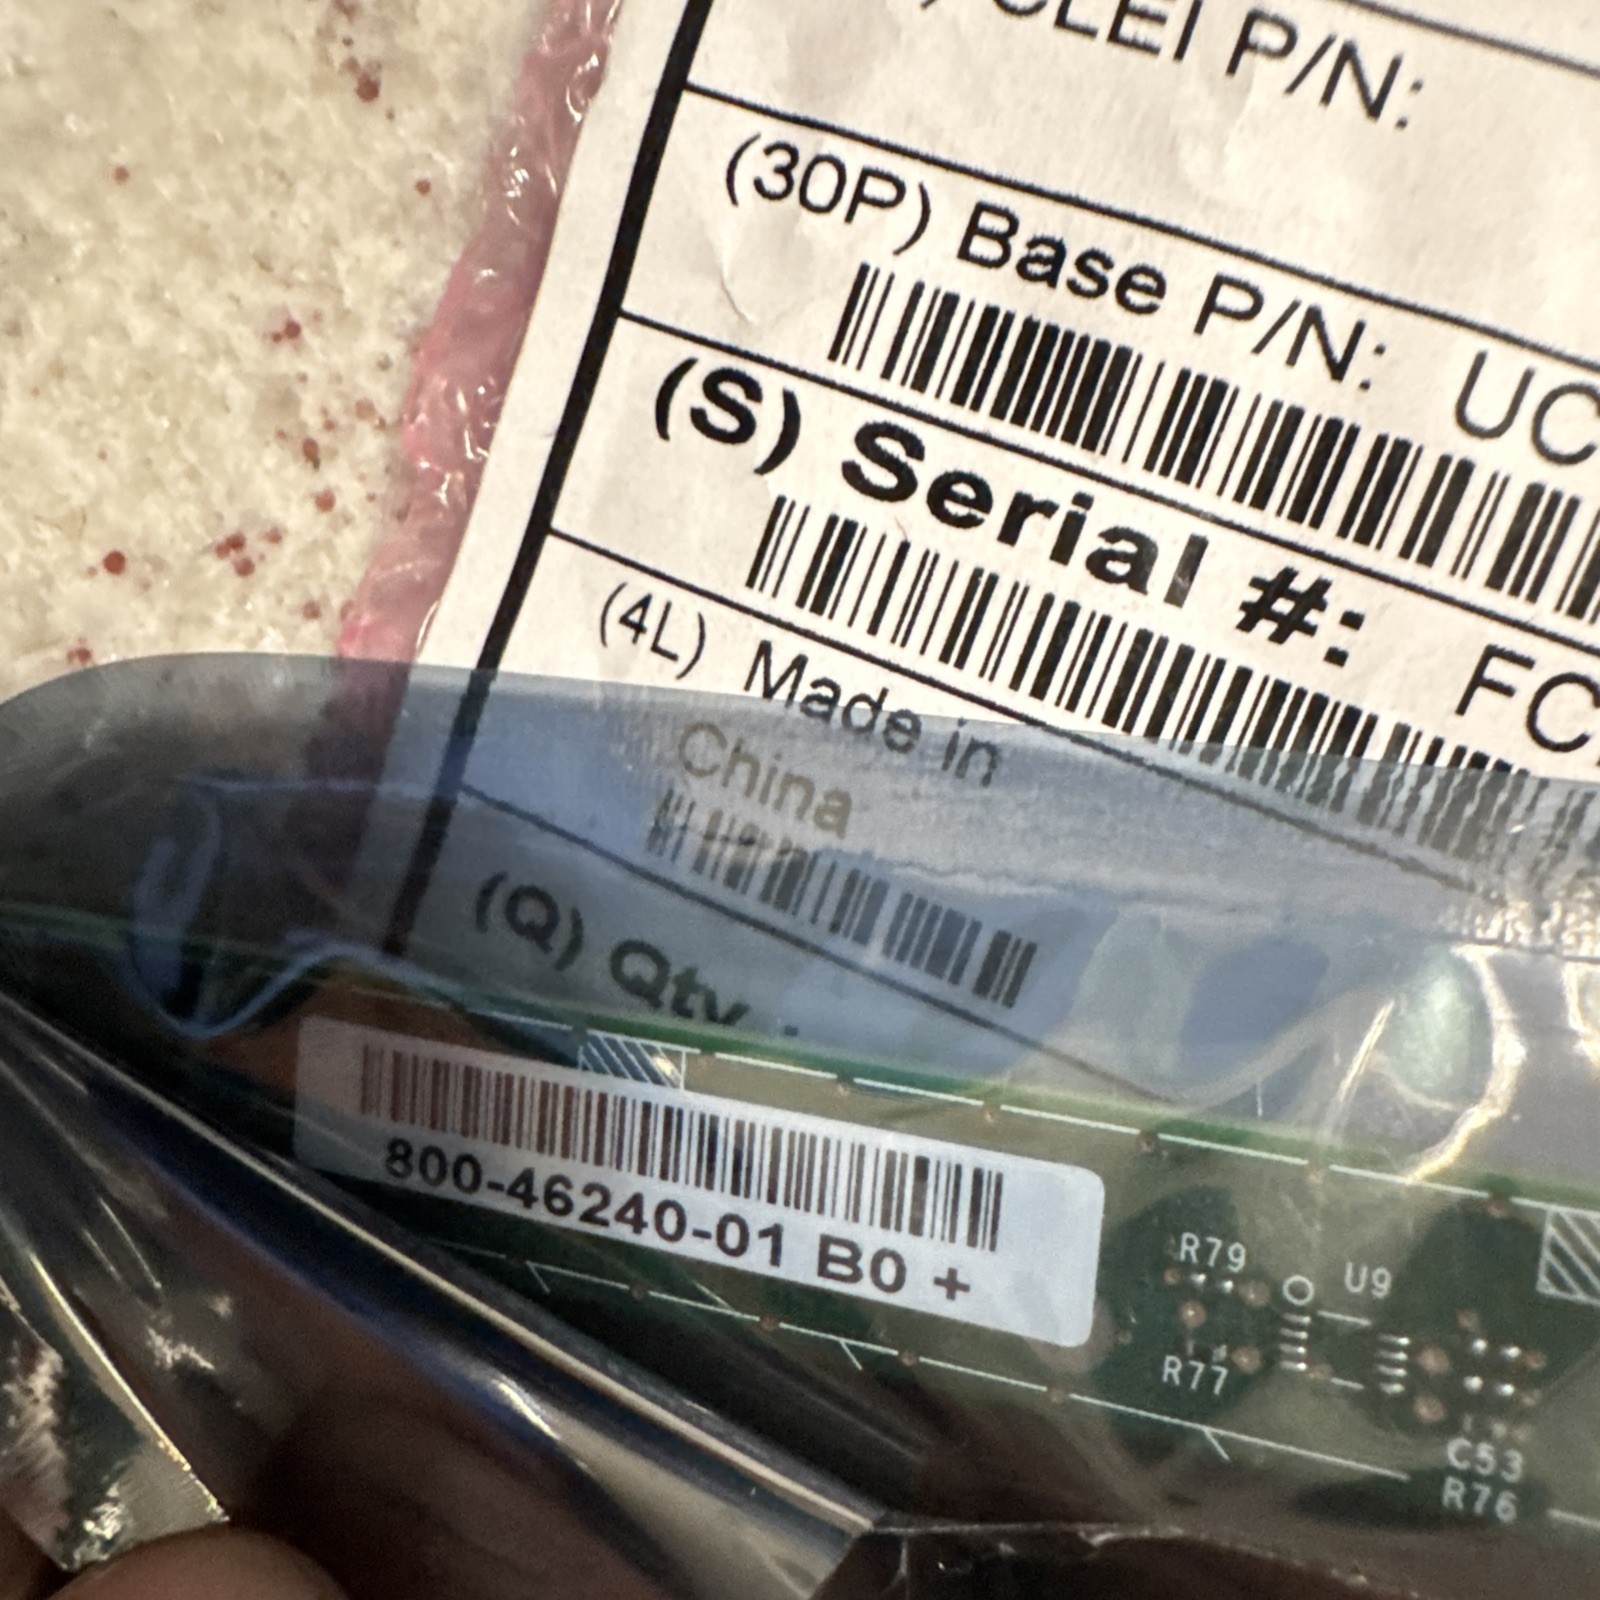 CLEI P/N:
(30P) Base P/N: UC
(S) Serial #: FC
(4L) Made in
China
(Q) Qty :
800-46240-01 B0 +
R79
U9
R77
C53
R76